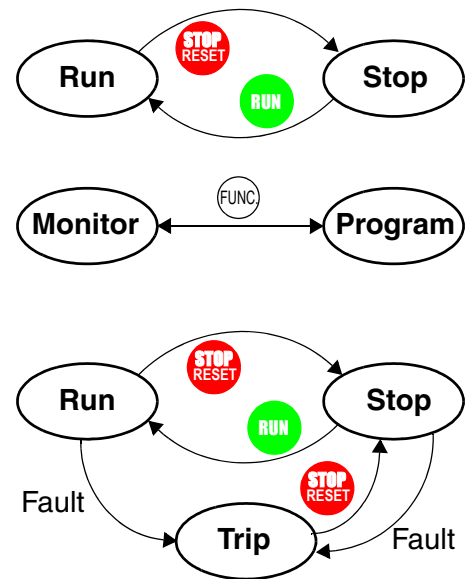 STOP
RESET
Run
Stop
RUN
FUNC.
Monitor
Program
STOP
RESET
Run
Stop
RUN
STOP
RESET
Fault
Trip
Fault